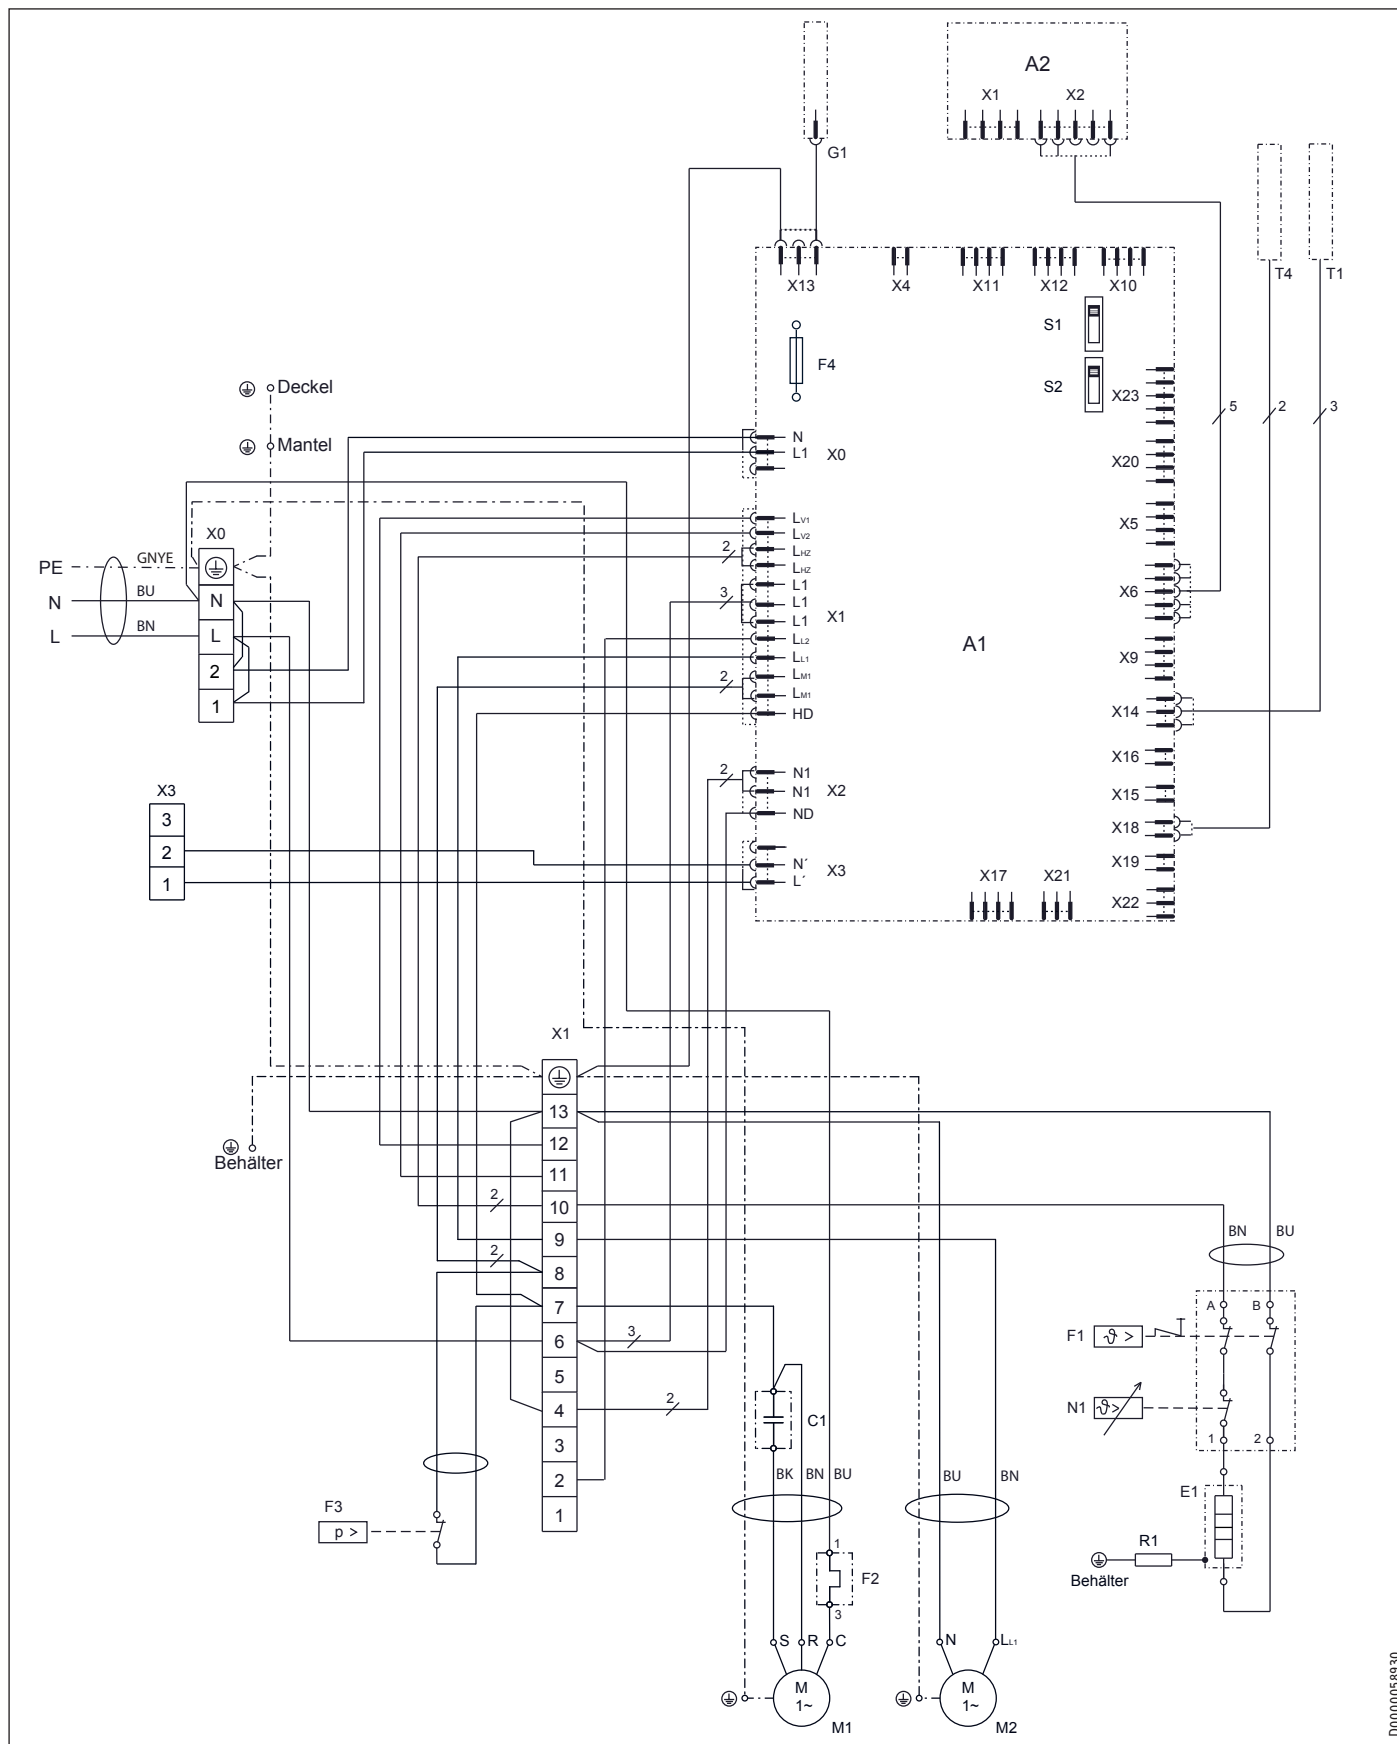 A2
X1 X2
G1
T4 T1
X13 X4 X11 X12 X10
S1
F4
S2
X23
5 2 3
Deckel
Mantel
N
L1
X0
X20
X0
LV1
LV2
LHZ
LHZ
L1
L1
L1
LL2
LL1
LM1
LM1
HD
X1
2
3
2
X5
PE GNYE
N BU
L BN
N
L
2
1
X6
A1
X9
X14
X16
X3
3
2
1
2
N1
N1
ND
X2
X15
X18
N´
L´
X3
X19
X17 X21
X22
X1
13
12
11
10
9
8
7
6
5
4
3
2
1
Behälter
2
2
3
2
BN BU
A B
F1 ϑ >
N1 ϑ>
1 2
C1
BK BN BU
BU BN
F3
p >
E1
R1
Behälter
1
F2
3
S R C
N LL1
M
1~
M1
M
1~
M2
D0000058930